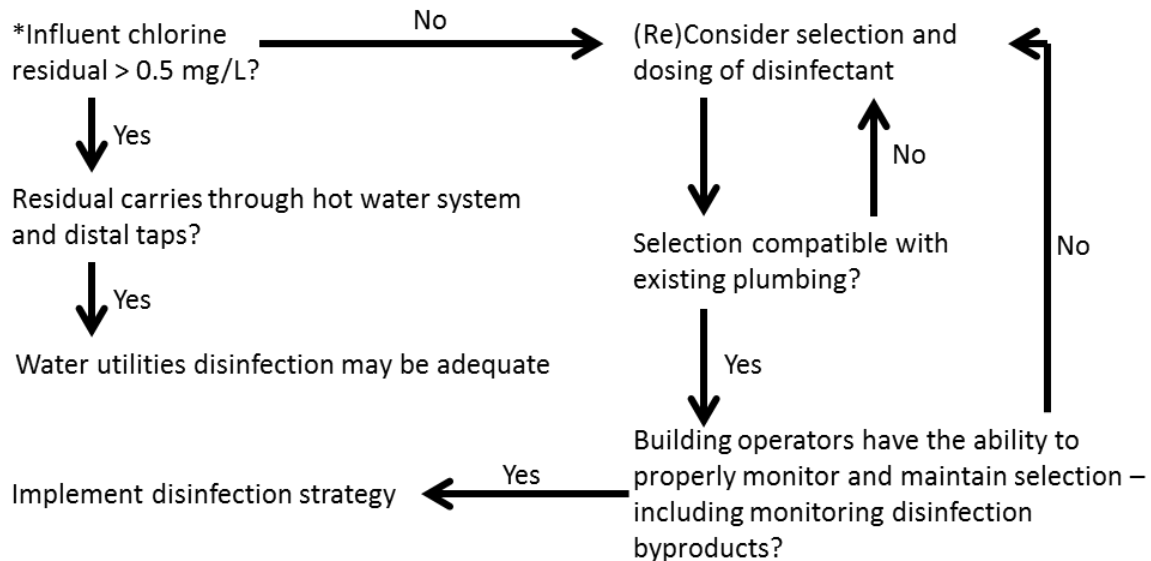 *Influent chlorine
residual > 0.5 mg/L?
No
(Re)Consider selection and
dosing of disinfectant
Yes
No
Residual carries through hot water system
and distal taps?
Selection compatible with
existing plumbing?
No
Yes
Water utilities disinfection may be adequate
Yes
Building operators have the ability to
properly monitor and maintain selection –
including monitoring disinfection
byproducts?
Yes
Implement disinfection strategy